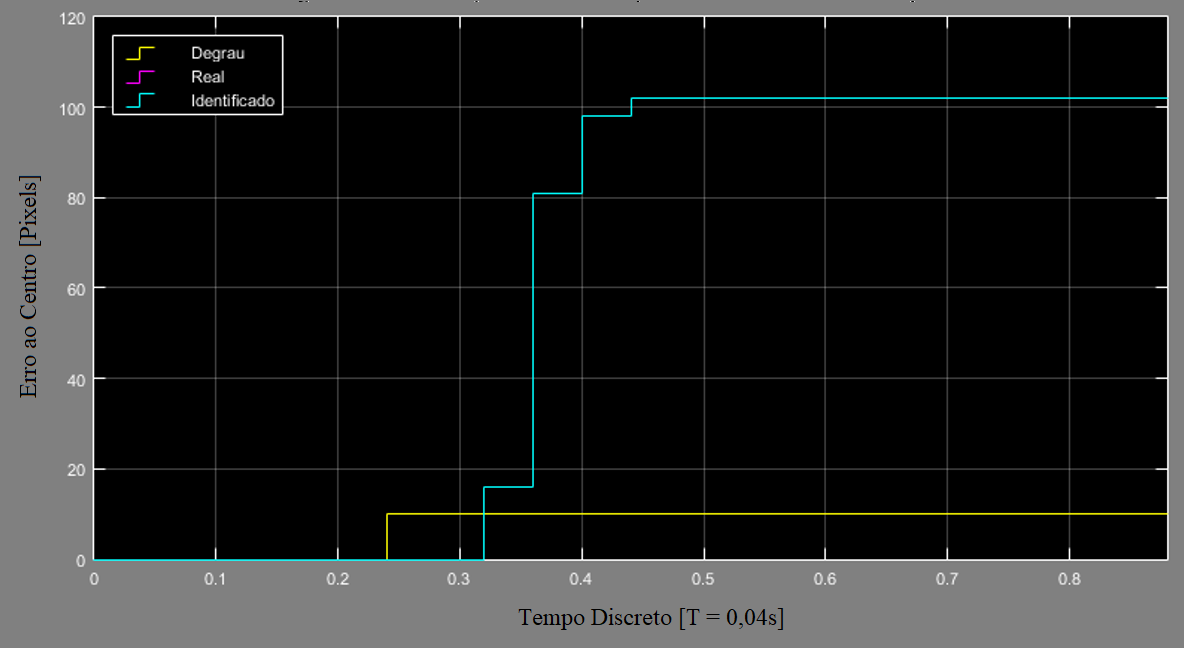 120
100
80
60
40
20
0
Degrau
Real
Identificado
Erro ao Centro [Pixels]
0 0.1 0.2 0.3 0.4 0.5 0.6 0.7 0.8
Tempo Discreto [T = 0,04s]